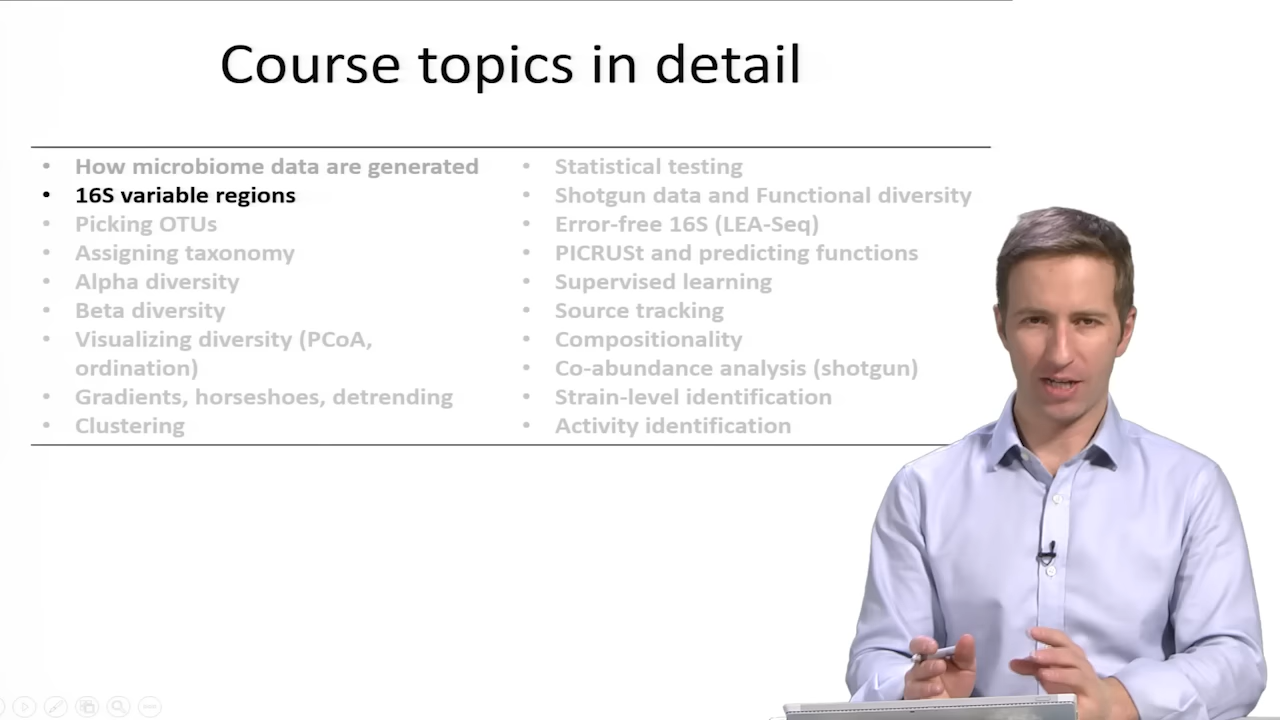 Course topics in detail
• How microbiome data are generated
• 16S variable regions
• Picking OTUs
• Assigning taxonomy
• Alpha diversity
• Beta diversity
• Visualizing diversity (PCoA,
ordination)
• Gradients, horseshoes, detrending
• Clustering
• Statistical testing
• Shotgun data and Functional diversity
• Error-free 16S (LEA-Seq)
• PICRUSt and predicting functions
• Supervised learning
• Source tracking
• Compositionality
• Co-abundance analysis (shotgun)
• Strain-level identification
• Activity identification